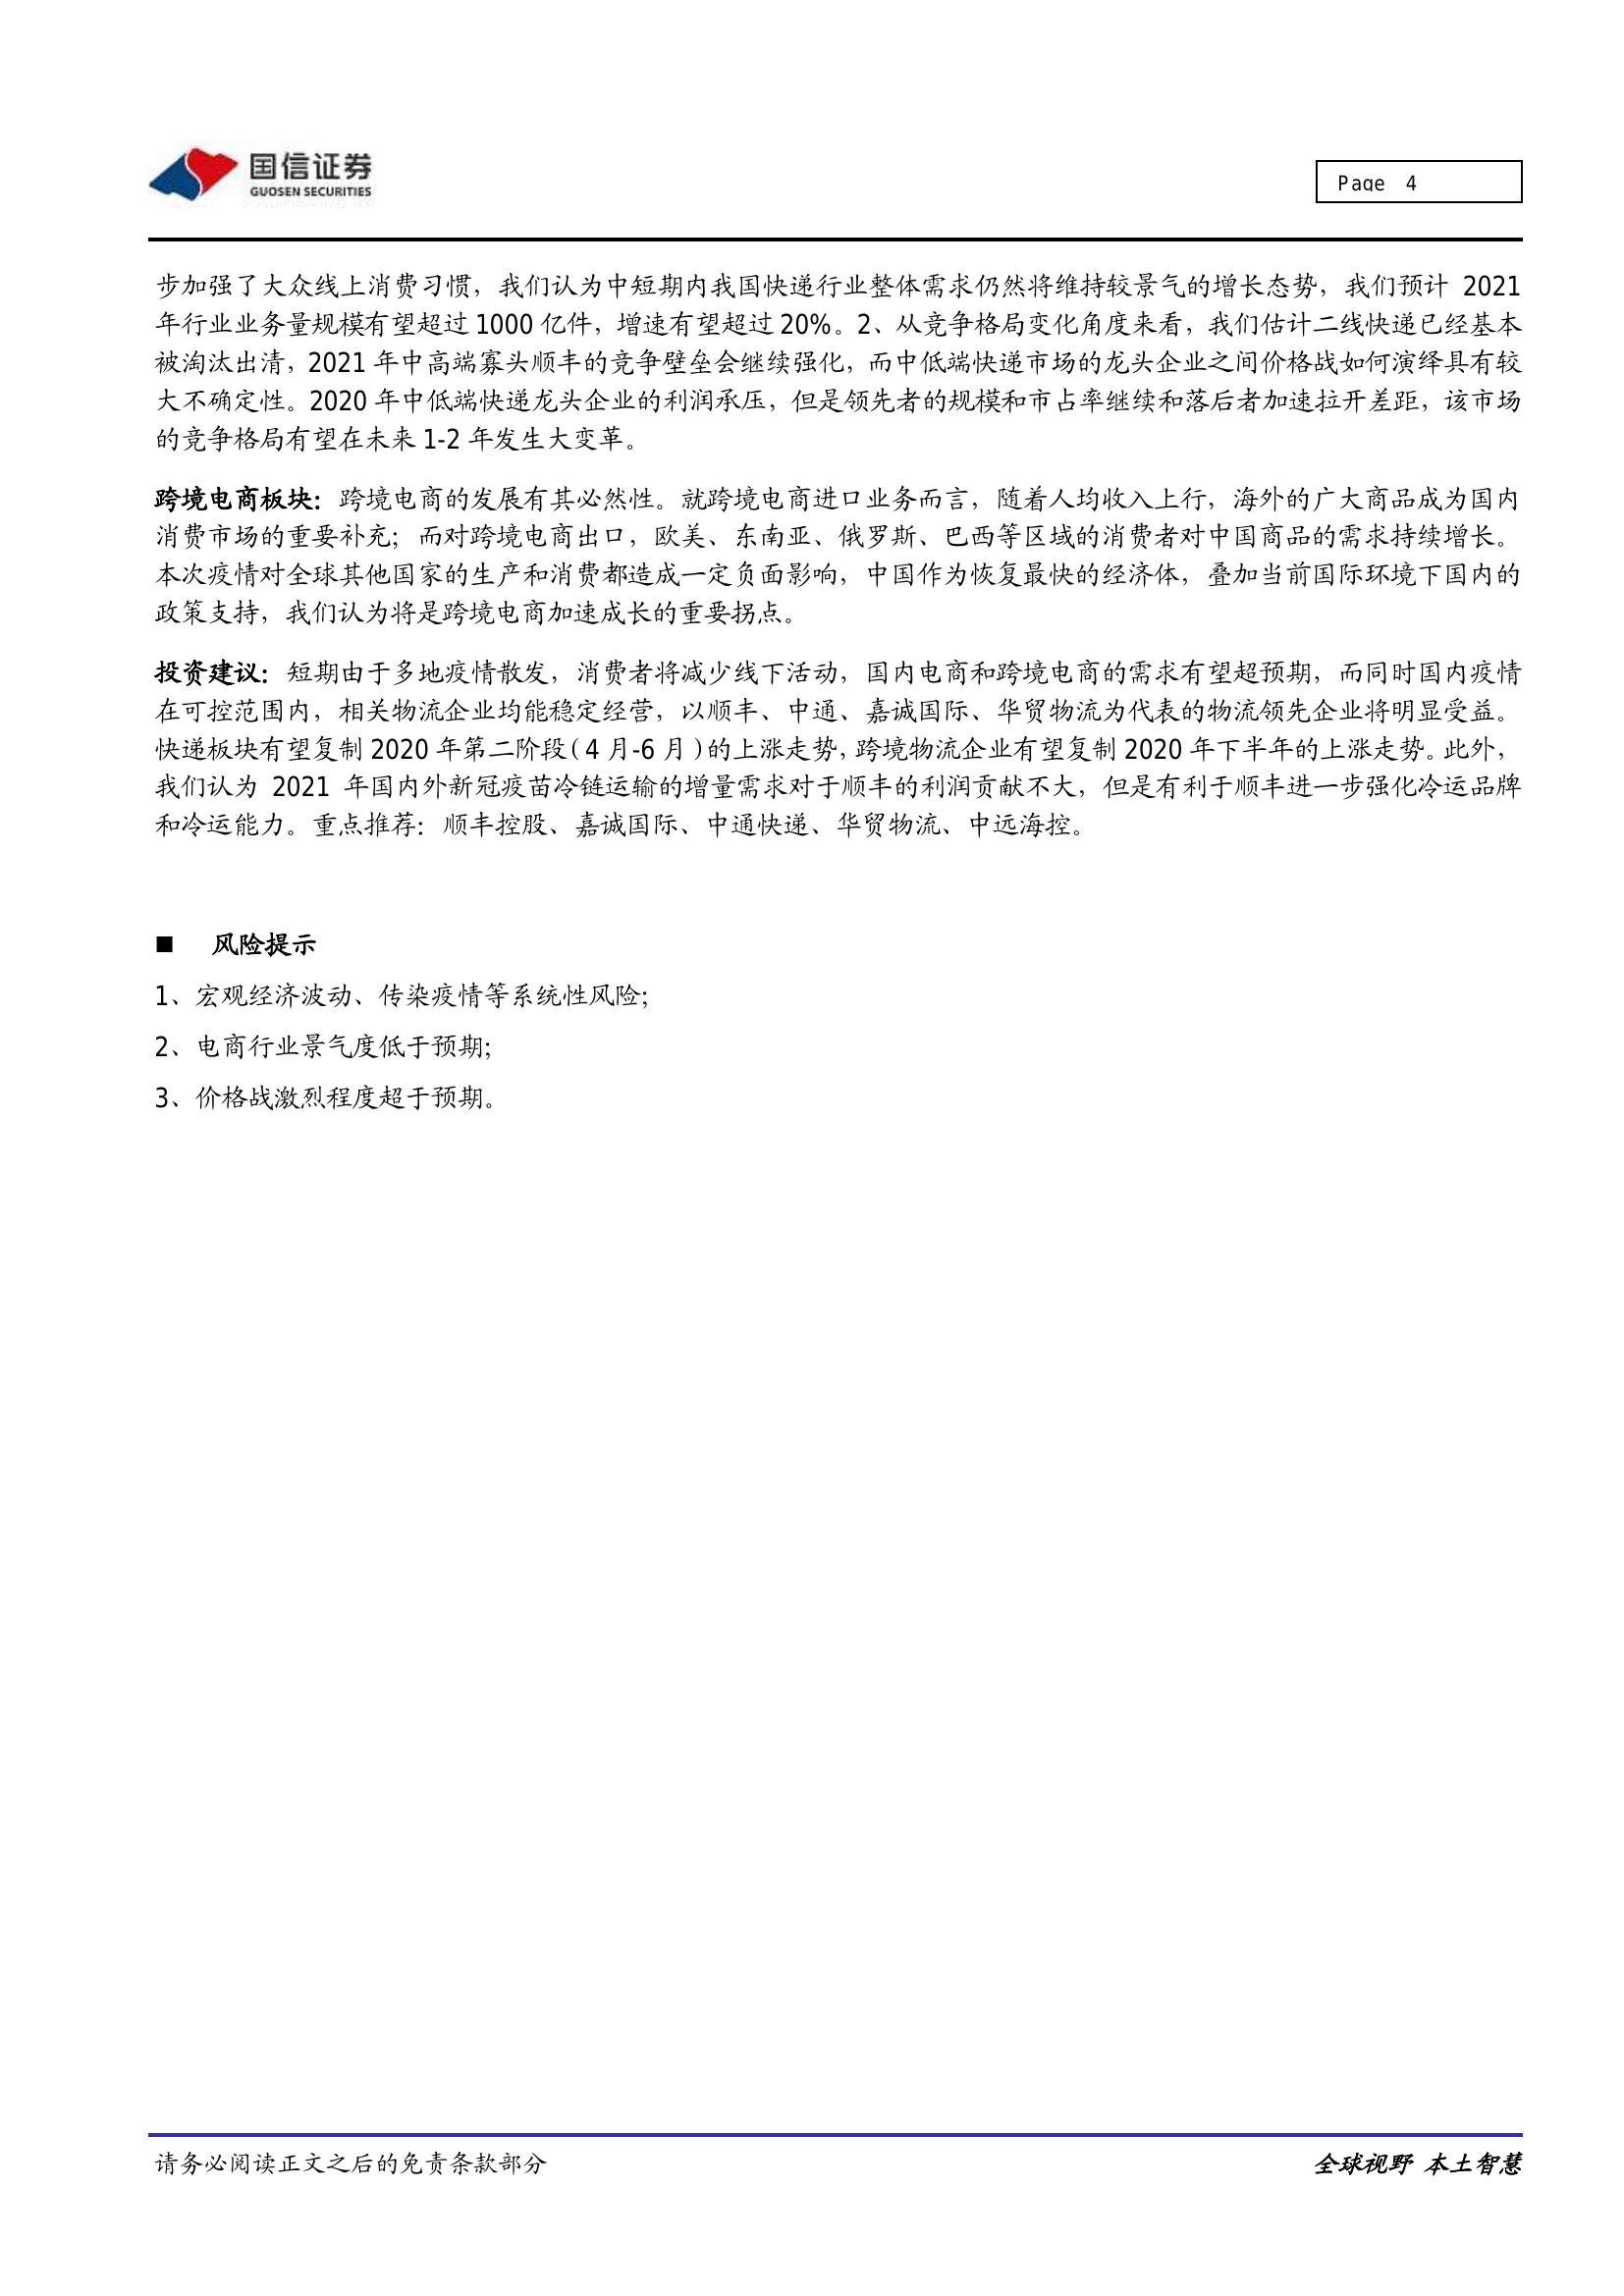 国信证券
GUOSEN SECURITIES
Page 4
步加强了大众线上消费习惯，我们认为中短期内我国快递行业整体需求仍然将维持较景气的增长态势，我们预计 2021
年行业业务量规模有望超过 1000 亿件，增速有望超过 20%。2、从竞争格局变化角度来看，我们估计二线快递已经基本
被淘汰出清，2021 年中高端寡头顺丰的竞争壁垒会继续强化，而中低端快递市场的龙头企业之间价格战如何演绎具有较
大不确定性。2020 年中低端快递龙头企业的利润承压，但是领先者的规模和市占率继续和落后者加速拉开差距，该市场
的竞争格局有望在未来 1-2 年发生大变革。
跨境电商板块：跨境电商的发展有其必然性。就跨境电商进口业务而言，随着人均收入上行，海外的广大商品成为国内
消费市场的重要补充；而对跨境电商出口，欧美、东南亚、俄罗斯、巴西等区域的消费者对中国商品的需求持续增长。
本次疫情对全球其他国家的生产和消费都造成一定负面影响，中国作为恢复最快的经济体，叠加当前国际环境下国内的
政策支持，我们认为将是跨境电商加速成长的重要拐点。
投资建议：短期由于多地疫情散发，消费者将减少线下活动，国内电商和跨境电商的需求有望超预期，而同时国内疫情
在可控范围内，相关物流企业均能稳定经营，以顺丰、中通、嘉诚国际、华贸物流为代表的物流领先企业将明显受益。
快递板块有望复制 2020 年第二阶段（4 月-6 月）的上涨走势，跨境物流企业有望复制 2020 年下半年的上涨走势。此外，
我们认为 2021 年国内外新冠疫苗冷链运输的增量需求对于顺丰的利润贡献不大，但是有利于顺丰进一步强化冷运品牌
和冷运能力。重点推荐：顺丰控股、嘉诚国际、中通快递、华贸物流、中远海控。
■ 风险提示
1、宏观经济波动、传染疫情等系统性风险；
2、电商行业景气度低于预期；
3、价格战激烈程度超于预期。
请务必阅读正文之后的免责条款部分
全球视野 本土智慧